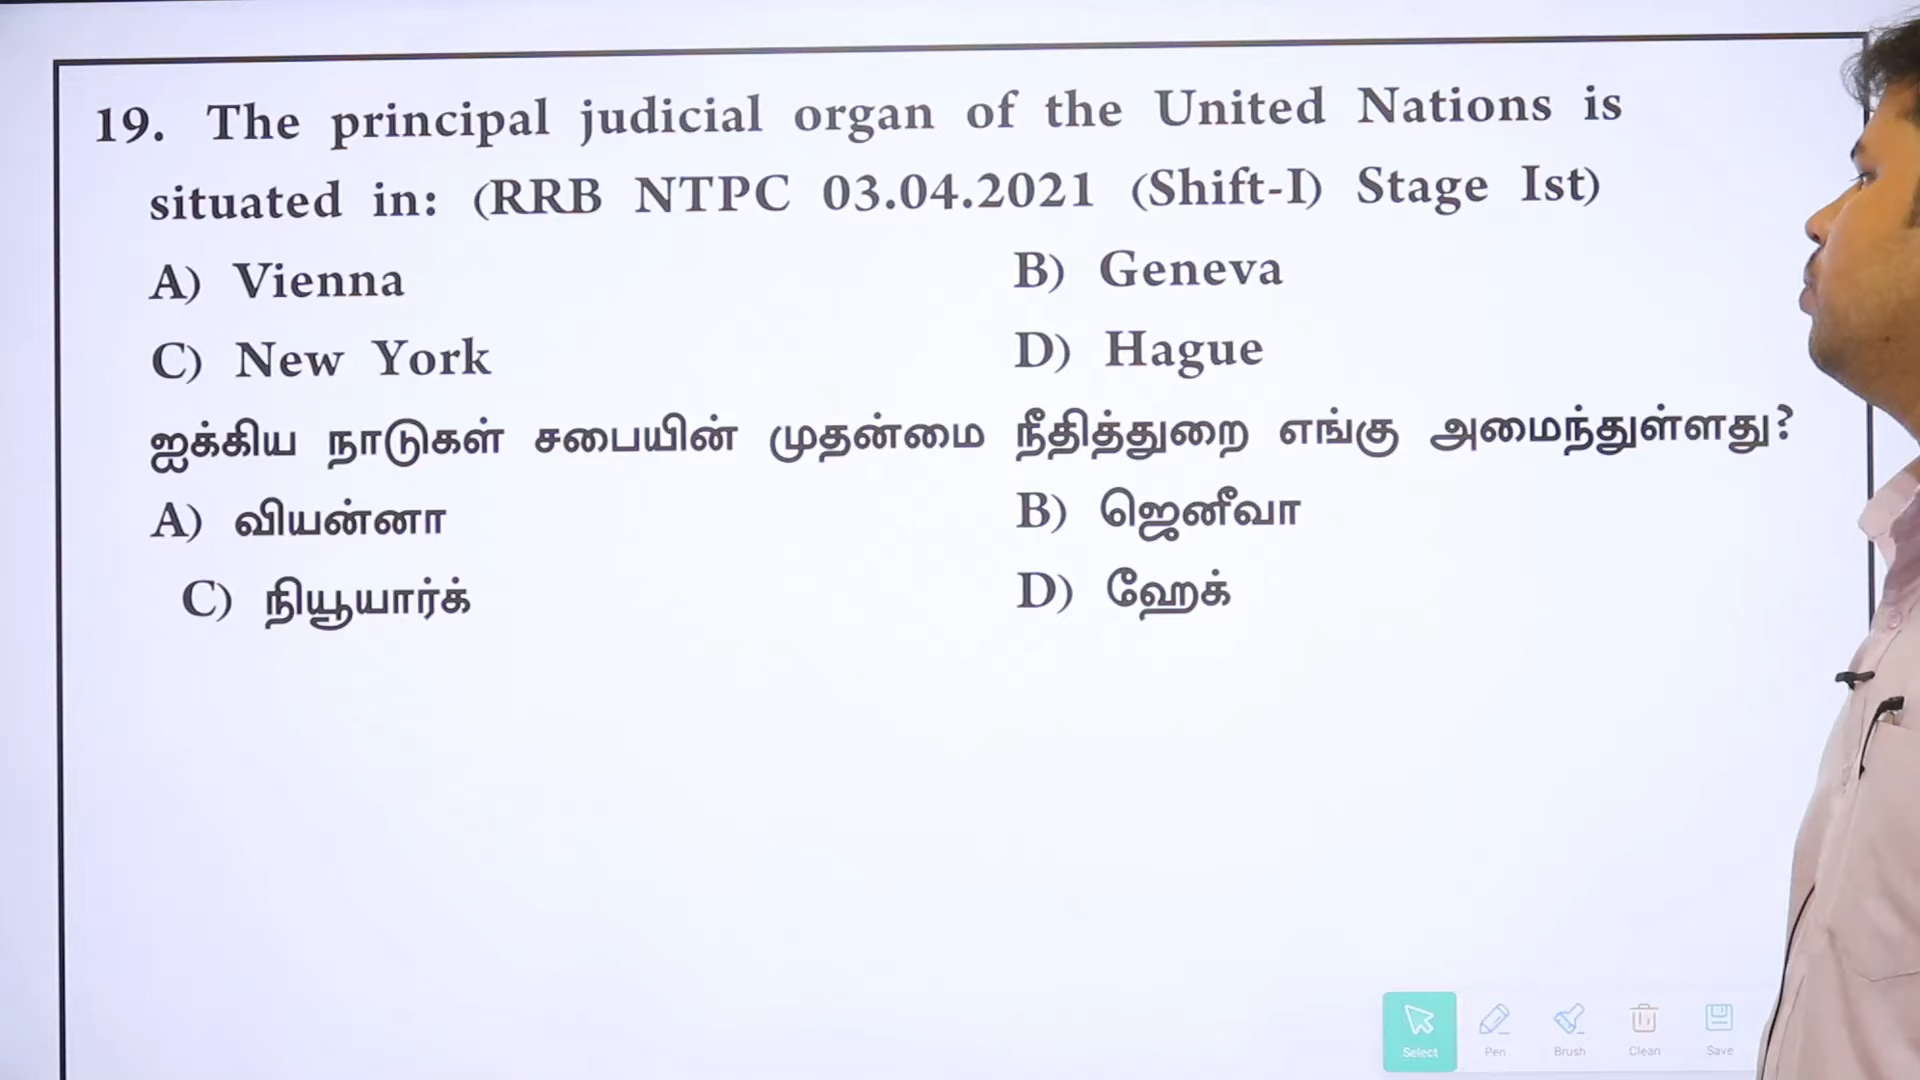 19. The principal judicial organ of the United Nations is
situated in: (RRB NTPC 03.04.2021 (Shift-I) Stage Ist)
A) Vienna B) Geneva
C) New York D) Hague
ஐக்கிய நாடுகள் சபையின் முதன்மை நீதித்துறை எங்கு அமைந்துள்ளது?
A) வியன்னா B) ஜெனீவா
C) நியூயார்க் D) ஹேக்
Select Pen Brush Clean Save